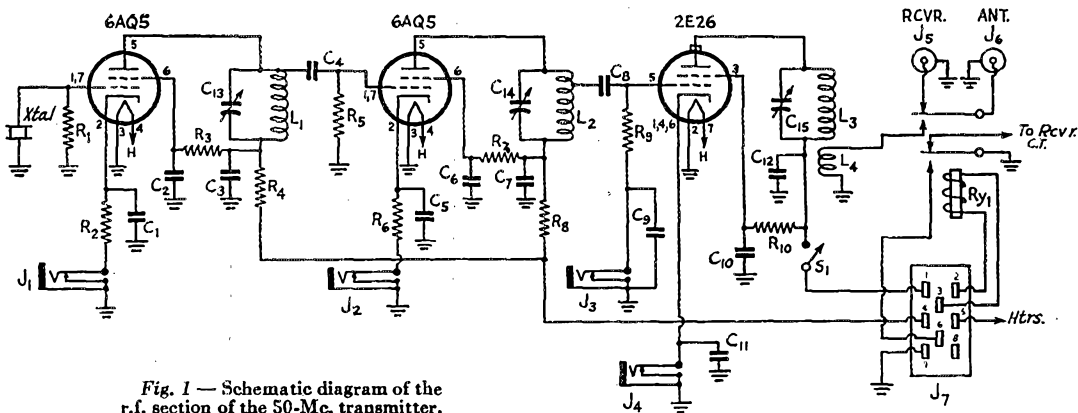 6AQ5
6AQ5
2E26
RCVR.
J5
ANT.
J6
5
1,7
6
2
3
4
H
Xtal
R1
R2
C1
J1
C2
R3
C3
C13
L1
R4
C4
R5
5
1,7
6
2
3
4
H
R6
C5
J2
C6
R7
C7
C14
L2
R8
C8
R9
C9
J3
5
3
1,4,6
2
7
H
C10
R10
C11
J4
C12
C15
L3
L4
S1
To Rcvr.
C.T.
Ry1
1
2
3
4
5
6
7
8
Htrs.
J7
Fig. 1 — Schematic diagram of the
r.f. section of the 50-Mc. transmitter.